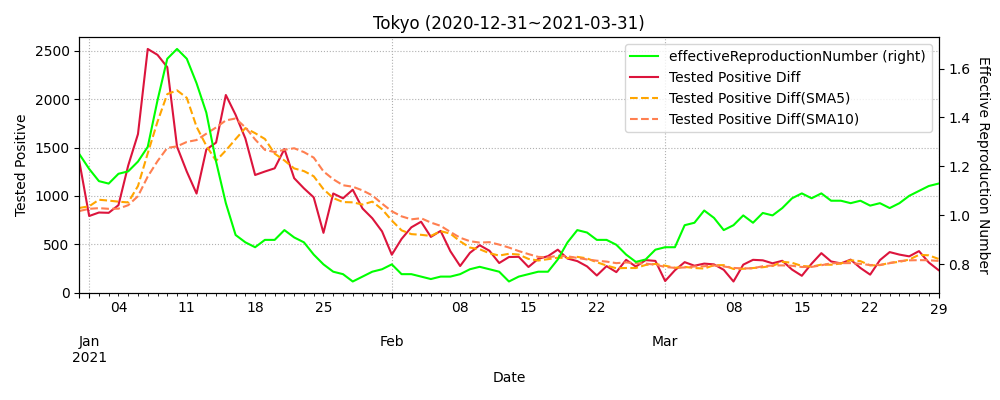 Tokyo (2020-12-31~2021-03-31)
effectiveReproductionNumber (right)
Tested Positive Diff
Tested Positive Diff(SMA5)
Tested Positive Diff(SMA10)
Tested Positive
2500
2000
1500
1000
500
0
Effective Reproduction Number
1.6
1.4
1.2
1.0
0.8
04 11 18 25 08 15 22 08 15 22 29
Jan Feb Mar
2021
Date